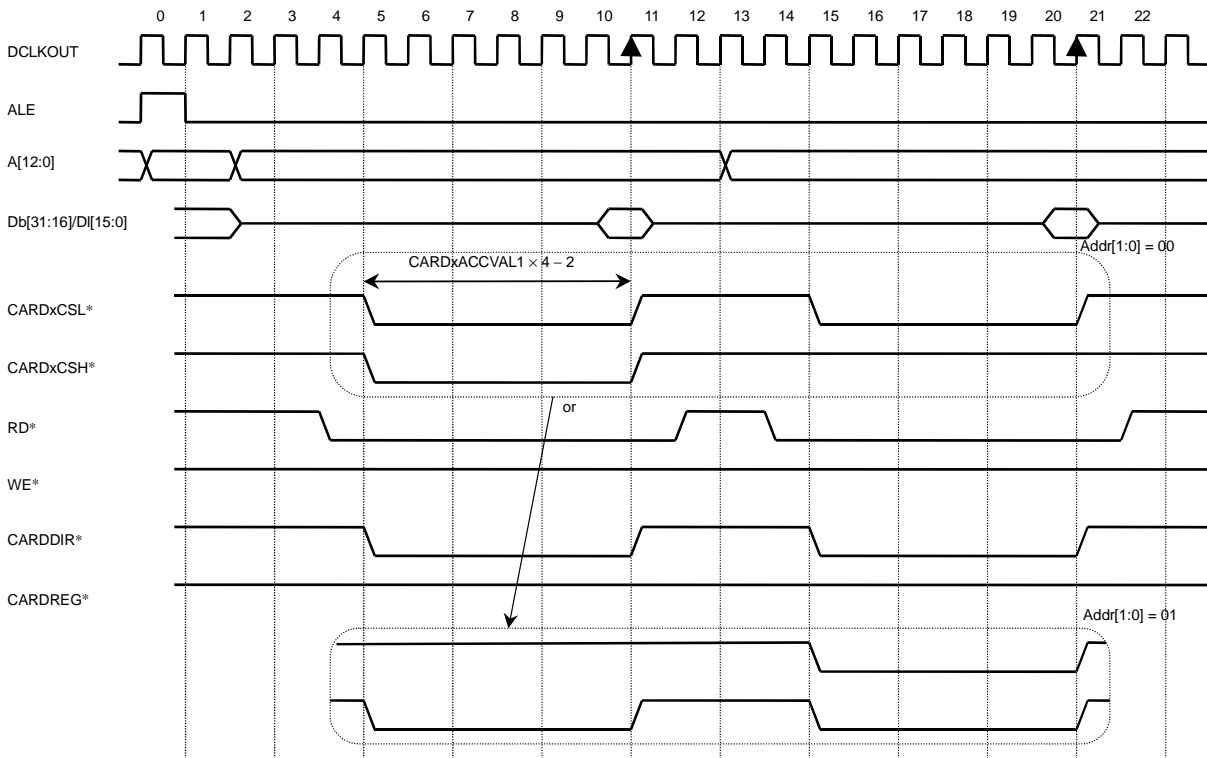 0 1 2 3 4 5 6 7 8 9 10 11 12 13 14 15 16 17 18 19 20 21 22
DCLKOUT
ALE
A[12:0]
Db[31:16]/Dl[15:0]
Addr[1:0] = 00
CARDxACCVAL1 × 4 – 2
CARDxCSL*
CARDxCSH*
or
RD*
WE*
CARDDIR*
CARDREG*
Addr[1:0] = 01